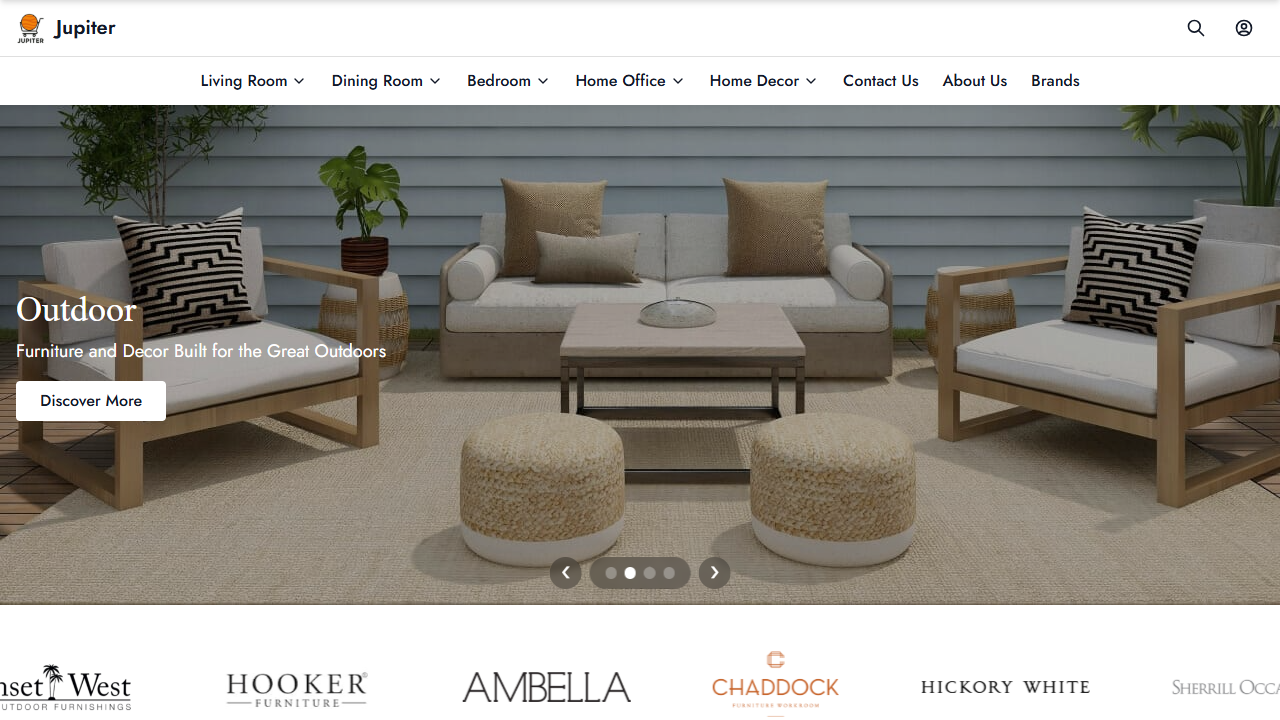 JUPITER
Jupiter
Living Room
Dining Room
Bedroom
Home Office
Home Decor
Contact Us
About Us
Brands
Outdoor
Furniture and Decor Built for the Great Outdoors
Discover More
nset West
OUTDOOR FURNISHINGS
HOOKER®
FURNITURE
AMBELLA
CHADDOCK
FURNITURE WORKROOM
HICKORY WHITE
SHERRILL OCCA